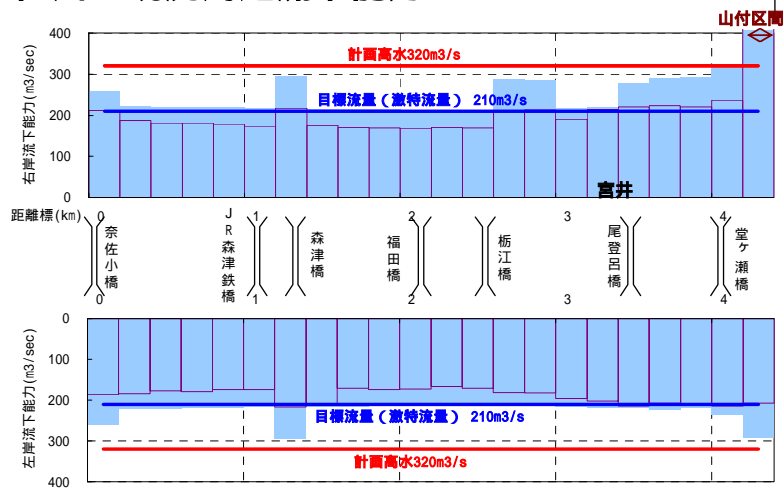 山付区間
計画高水320m3/s
目標流量(激特流量) 210m3/s
右岸流下能力(m3/sec)
400
300
200
100
0
宮井
距離標(km)
0
1
2
3
4
奈佐小橋
JR森津鉄橋
森津橋
福田橋
栃江橋
尾登呂橋
堂ヶ瀬橋
0
1
2
3
4
左岸流下能力(m3/sec)
0
100
200
300
400
目標流量(激特流量) 210m3/s
計画高水320m3/s